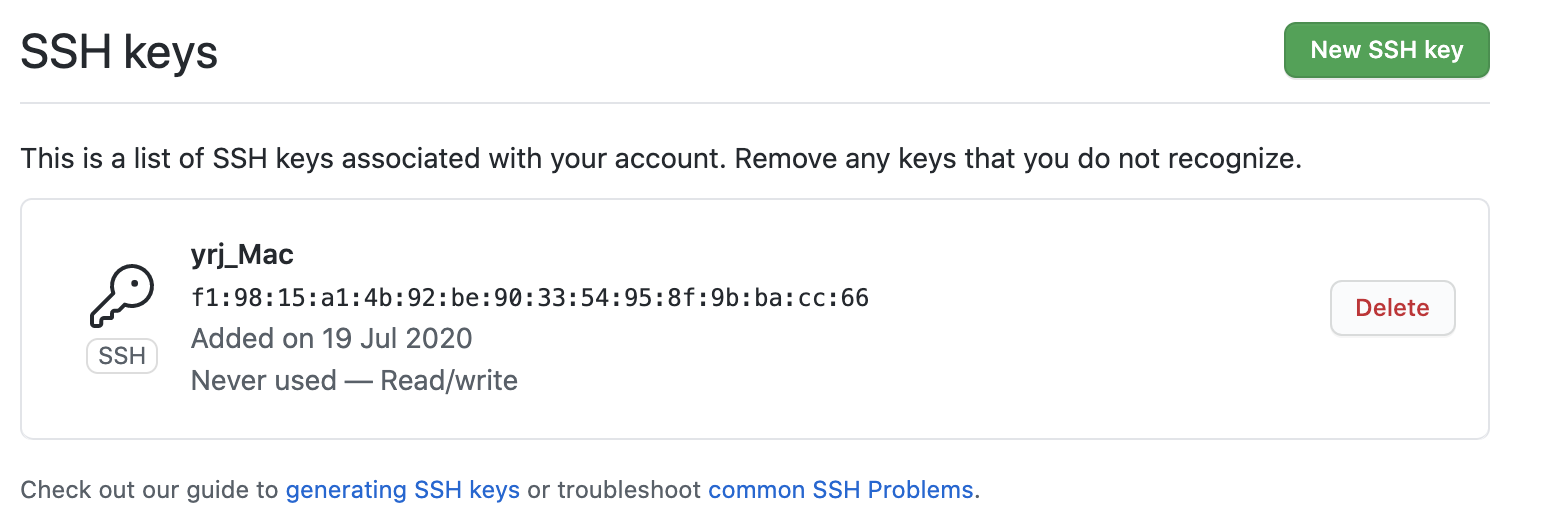 SSH keys
New SSH key
This is a list of SSH keys associated with your account. Remove any keys that you do not recognize.
yrj_Mac
f1:98:15:a1:4b:92:be:90:33:54:95:8f:9b:ba:cc:66
Added on 19 Jul 2020
Never used — Read/write
SSH
Delete
Check out our guide to generating SSH keys or troubleshoot common SSH Problems.